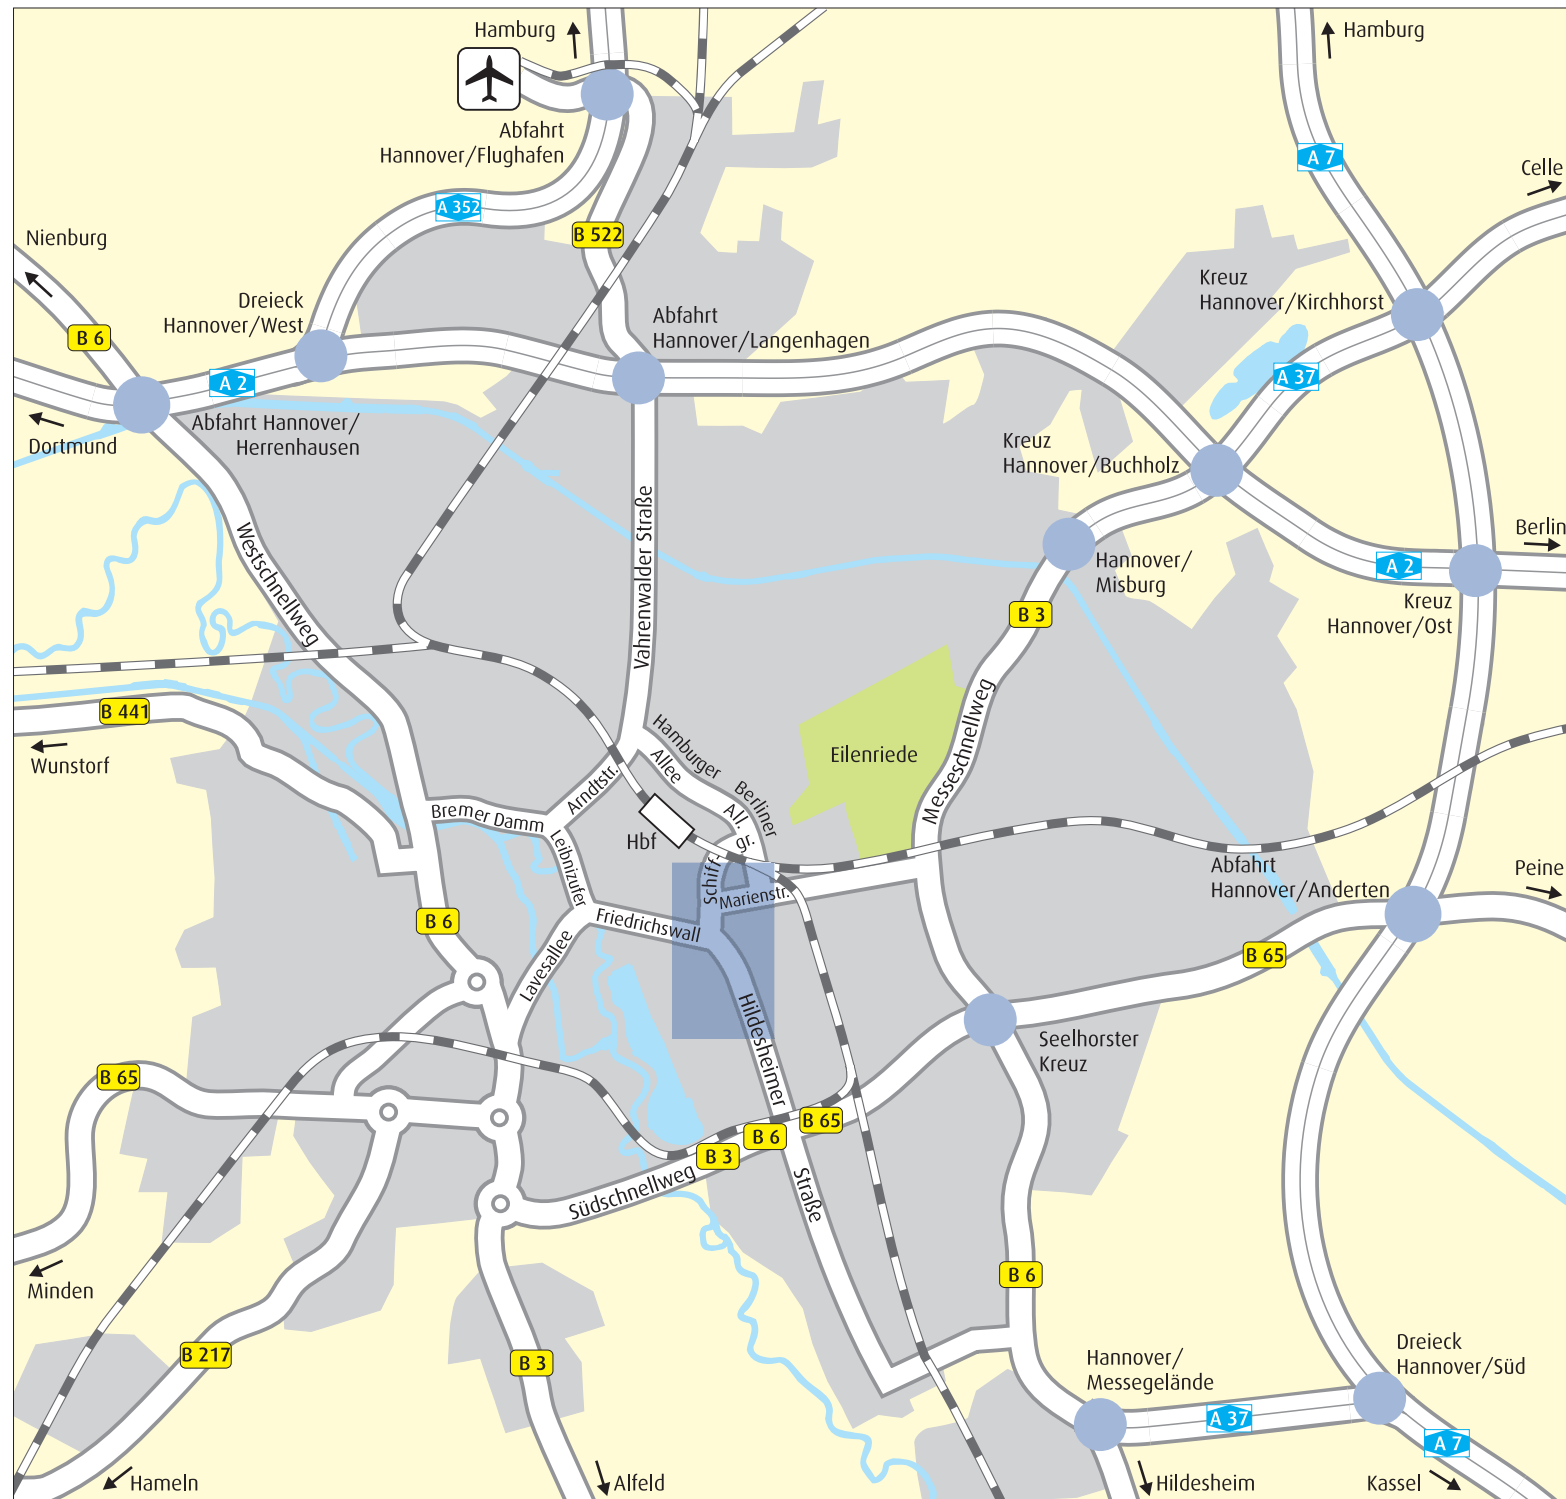 Hamburg
Hamburg
Abfahrt
Hannover/Flughafen
A 7
Celle
A 352
B 522
Nienburg
Kreuz
Hannover/Kirchhorst
Dreieck
Hannover/West
Abfahrt
Hannover/Langenhagen
B 6
A 2
A 37
Abfahrt Hannover/
Herrenhausen
Dortmund
Kreuz
Hannover/Buchholz
Berlin
Westschnellweg
Vahrenwalder Straße
Hannover/
Misburg
A 2
Kreuz
Hannover/Ost
B 3
B 441
Wunstorf
Hamburger
Allee
Eilenriede
Messeschnellweg
Arndtstr.
Berliner
All.
Bremer Damm
Hbf
Leibnizufer
Schiff-
gr.
Marienstr.
Abfahrt
Hannover/Anderten
Peine
B 6
Friedrichswall
Lavesallee
B 65
Hildesheimer
Seelhorster
Kreuz
B 65
B 65
B 6
B 3
Südschnellweg
Straße
Minden
B 6
B 217
B 3
Hannover/
Messegelände
Dreieck
Hannover/Süd
A 37
A 7
Hameln
Alfeld
Hildesheim
Kassel